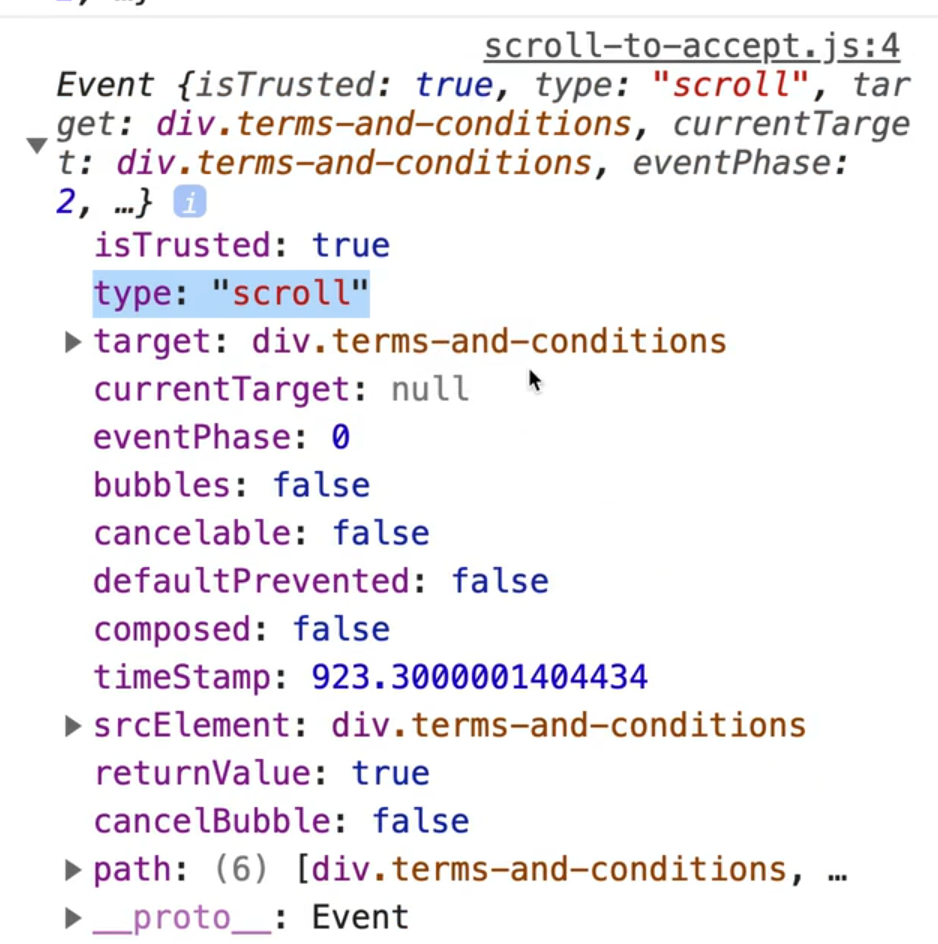 scroll-to-accept.js:4
Event {isTrusted: true, type: "scroll", tar
get: div.terms-and-conditions, currentTarge
t: div.terms-and-conditions, eventPhase:
2, …} i
isTrusted: true
type: "scroll"
target: div.terms-and-conditions
currentTarget: null
eventPhase: 0
bubbles: false
cancelable: false
defaultPrevented: false
composed: false
timeStamp: 923.3000001404434
srcElement: div.terms-and-conditions
returnValue: true
cancelBubble: false
path: (6) [div.terms-and-conditions, …
__proto__: Event